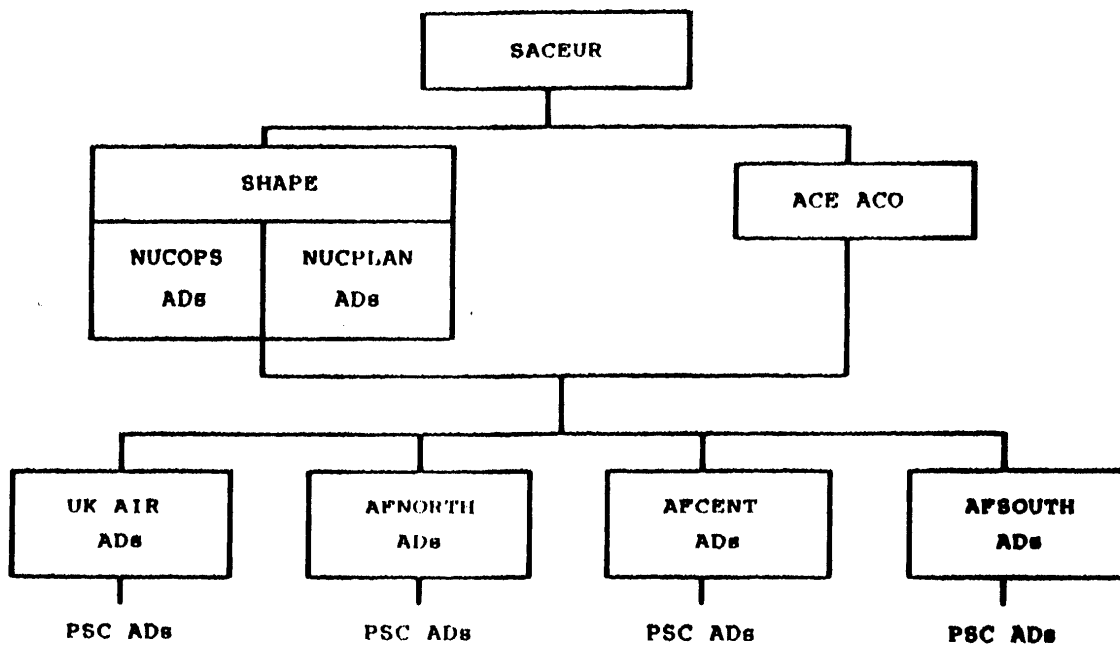 SACEUR
SHAPE
ACE ACO
NUCOPS
ADs
NUCPLAN
ADs
UK AIR
ADs
AFNORTH
ADs
AFCENT
ADs
AFSOUTH
ADs
PSC ADs
PSC ADs
PSC ADs
PSC ADs